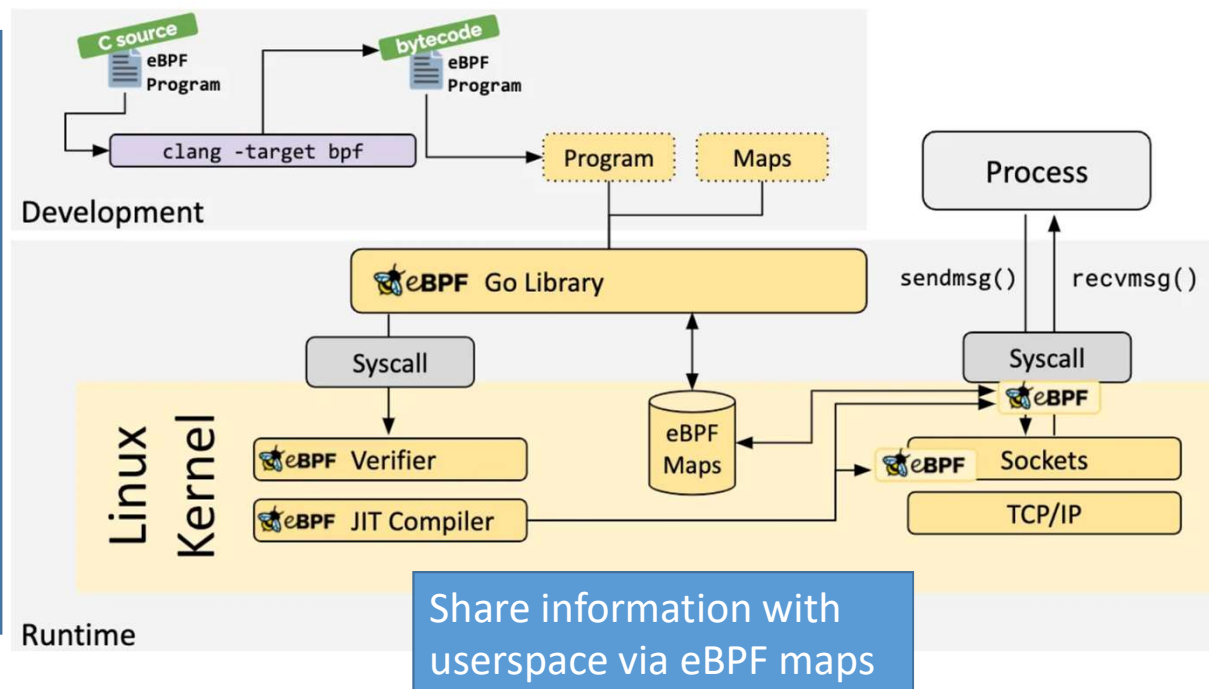 C source
eBPF
Program
bytecode
eBPF
Program
clang -target bpf
Program
Maps
Development
Process
eBPF Go Library
sendmsg()
recvmsg()
Syscall
Syscall
eBPF
Linux
Kernel
eBPF Verifier
eBPF
Maps
eBPF
Sockets
eBPF JIT Compiler
TCP/IP
Share information with
userspace via eBPF maps
Runtime